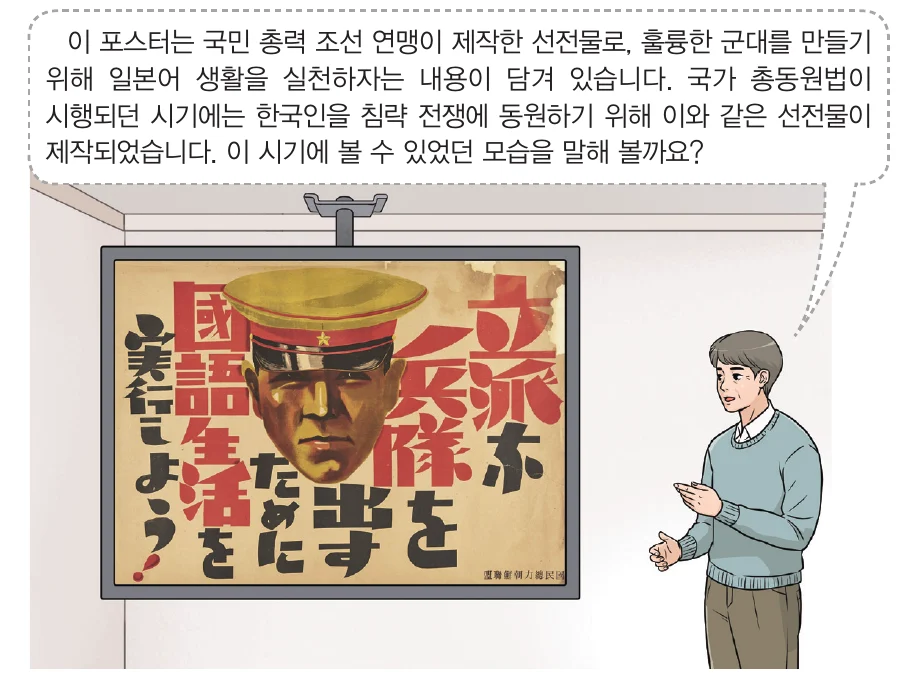 이 포스터는 국민 총력 조선 연맹이 제작한 선전물로, 훌륭한 군대를 만들기
위해 일본어 생활을 실천하자는 내용이 담겨 있습니다. 국가 총동원법이
시행되던 시기에는 한국인을 침략 전쟁에 동원하기 위해 이와 같은 선전물이
제작되었습니다. 이 시기에 볼 수 있었던 모습을 말해 볼까요?
立派な
兵隊を
出す
ために
國語生活を
実行しよう!
國民總力朝鮮聯盟